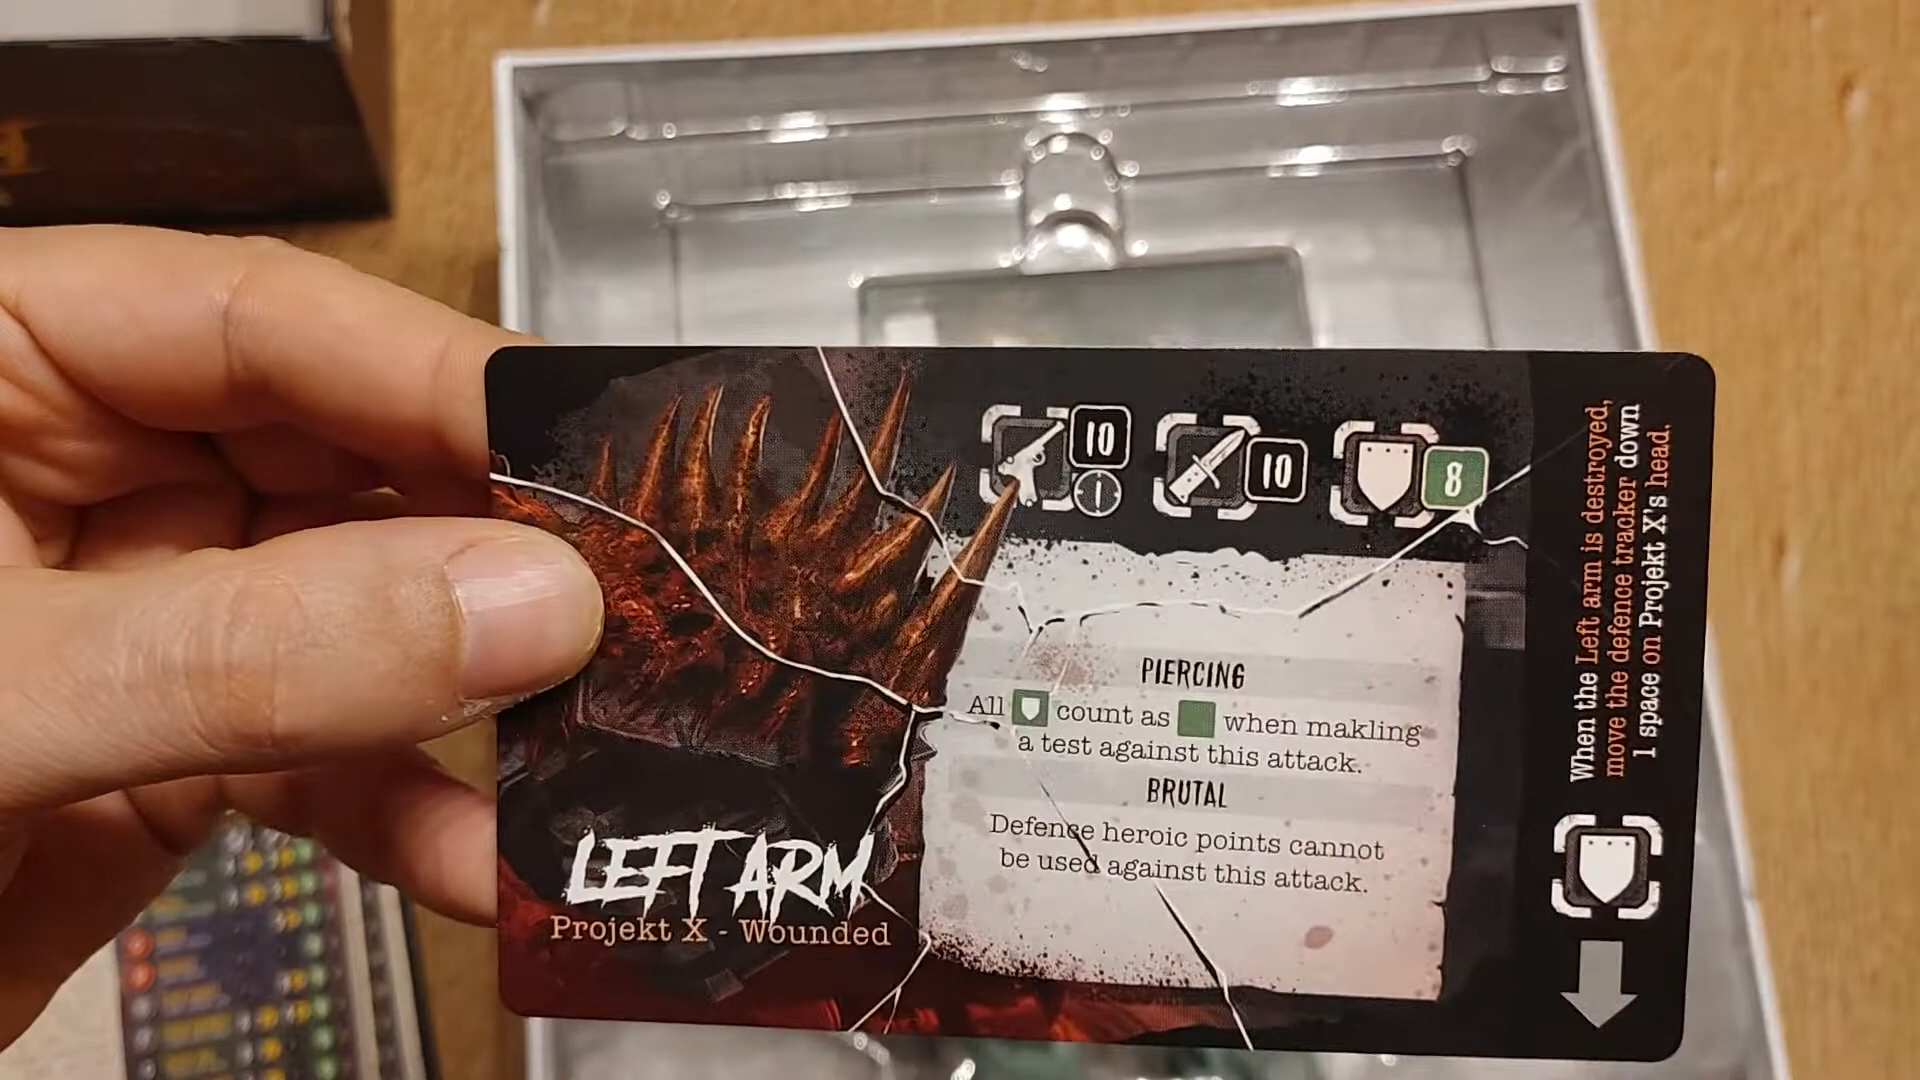 10
1
10
8
PIERCING
All count as when makling
a test against this attack.
BRUTAL
Defence heroic points cannot
be used against this attack.
LEFT ARM
Projekt X - Wounded
When the Left arm is destroyed,
move the defence tracker down
1 space on Projekt X's head.